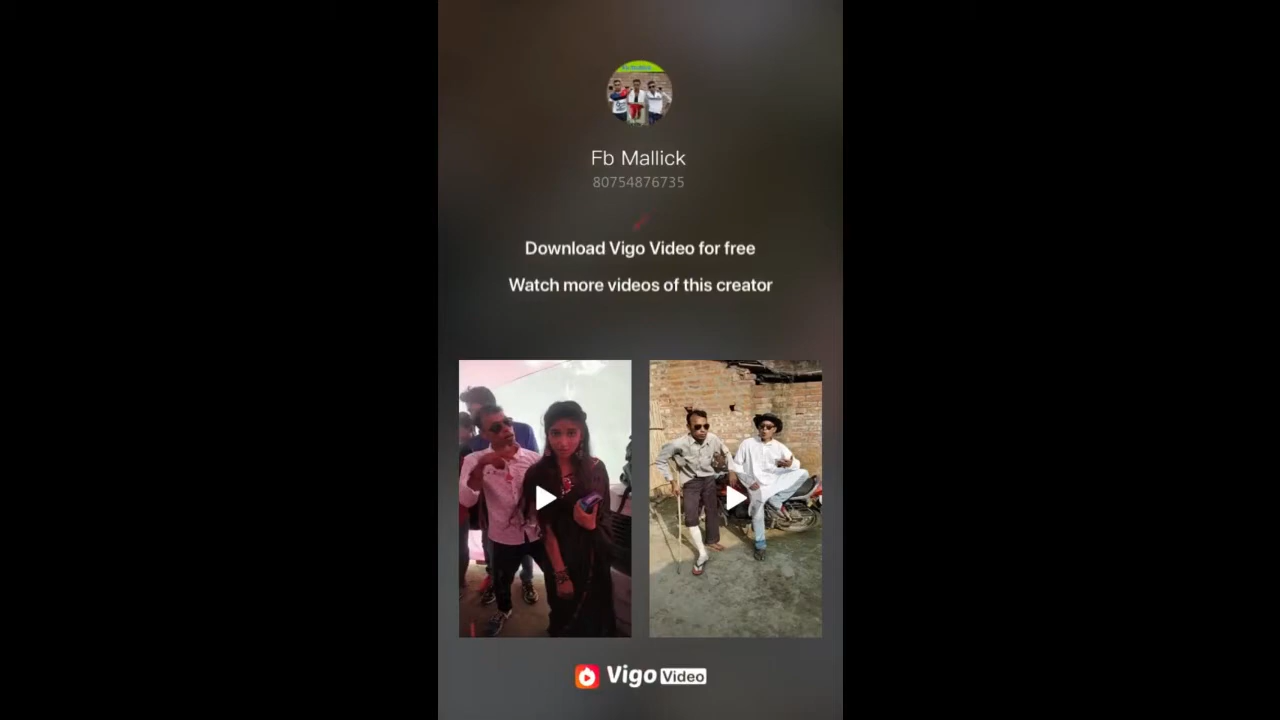 Fb Mallick
80754876735
Download Vigo Video for free
Watch more videos of this creator
Vigo Video